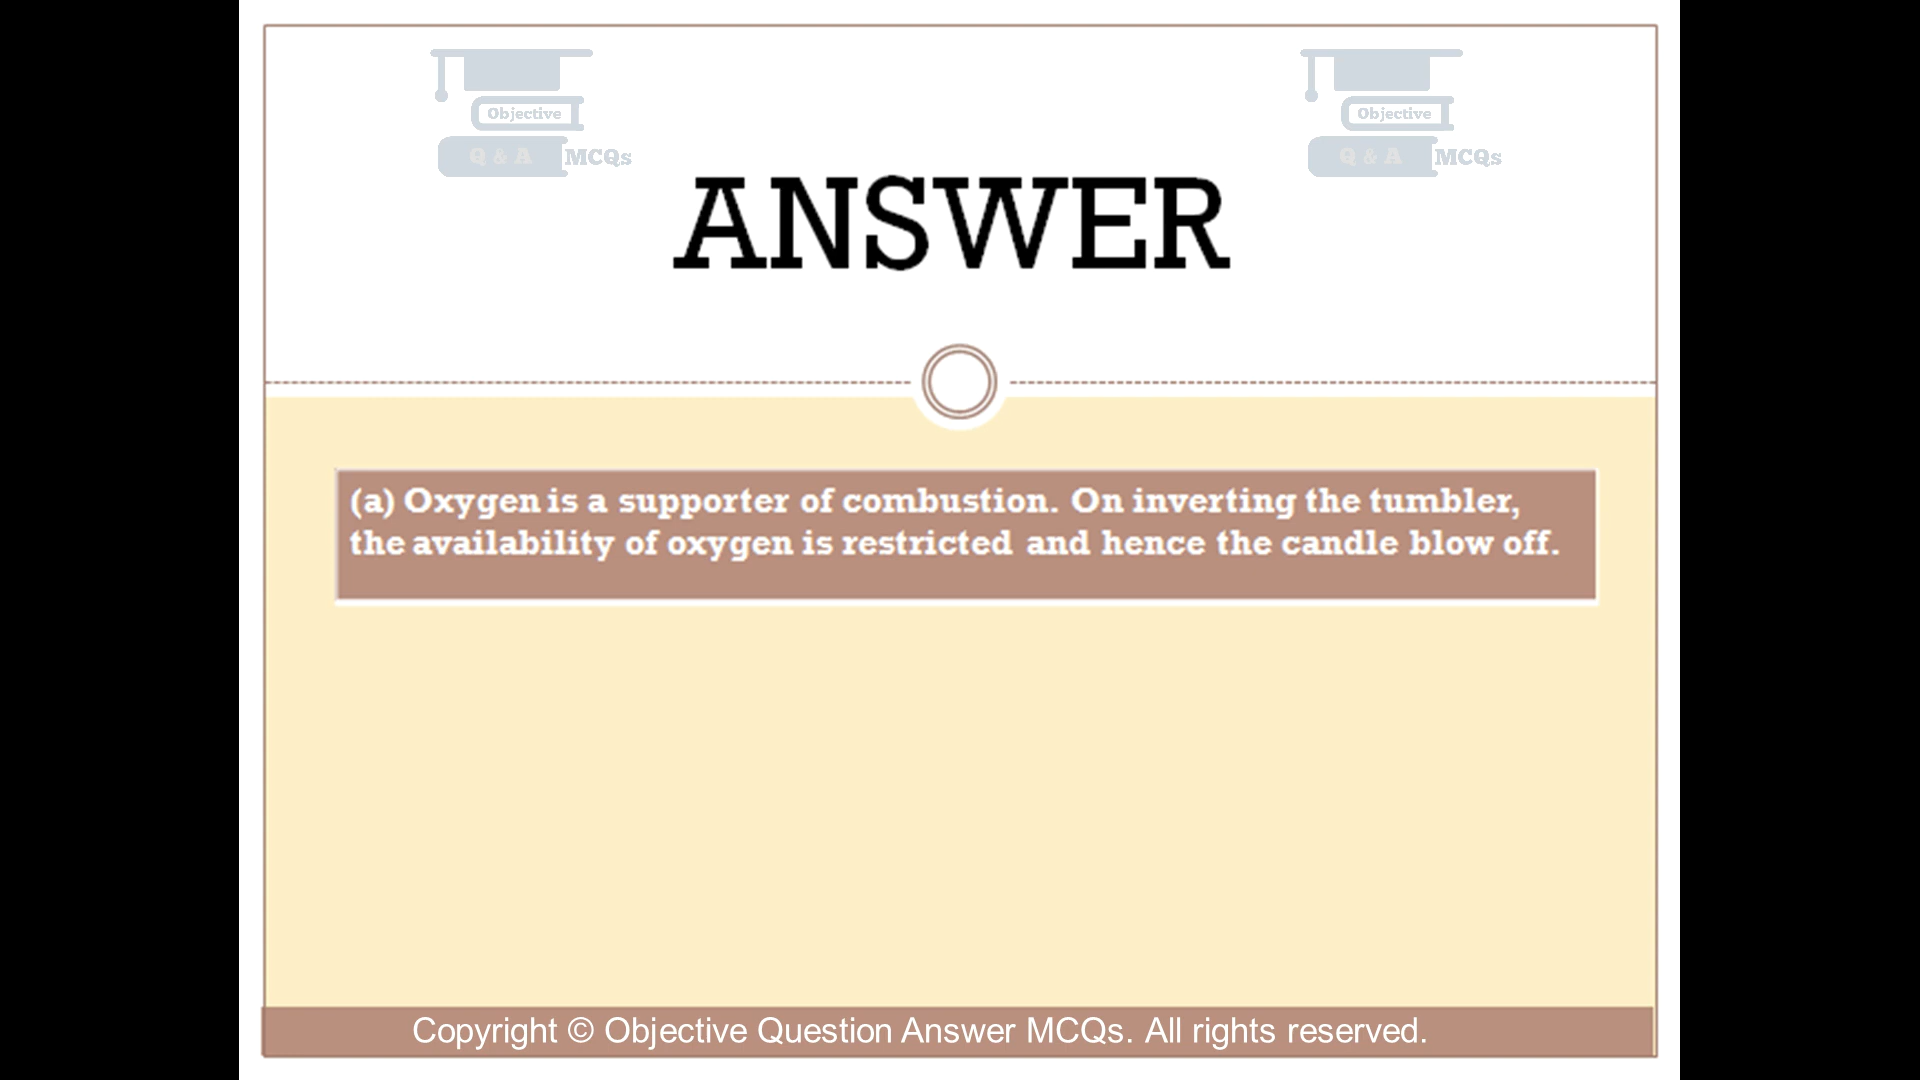 Objective
Q & A MCQs
Objective
Q & A MCQs
ANSWER
(a) Oxygen is a supporter of combustion. On inverting the tumbler,
the availability of oxygen is restricted and hence the candle blow off.
Copyright © Objective Question Answer MCQs. All rights reserved.